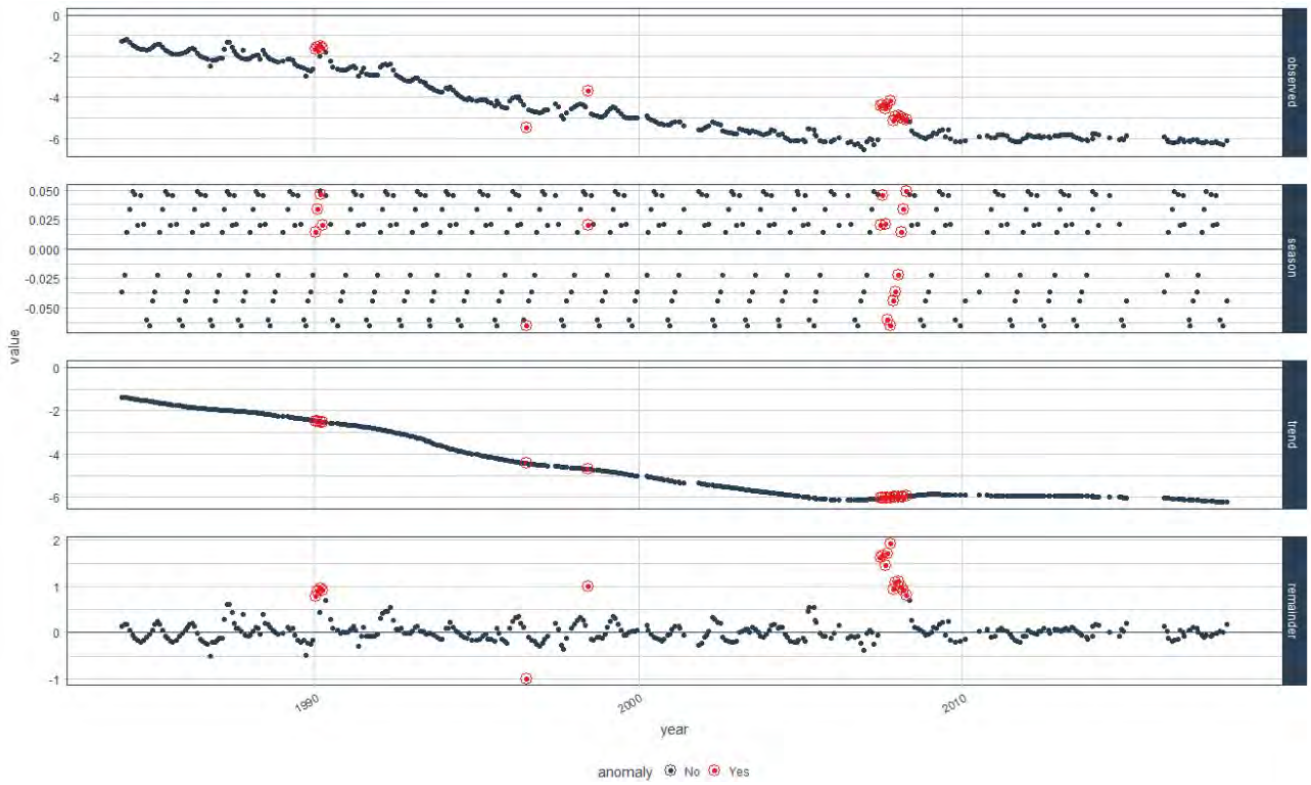 0
-2
-4
-6
observed
0.050
0.025
0.000
-0.025
-0.050
season
value
0
-2
-4
-6
trend
2
1
0
-1
remainder
1990
2000
2010
year
anomaly No Yes